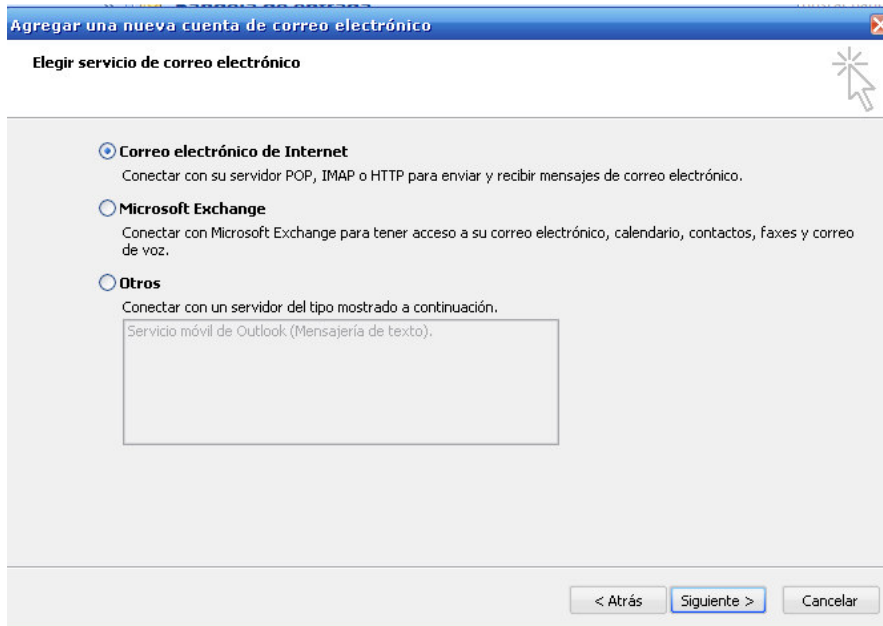 Agregar una nueva cuenta de correo electrónico
Elegir servicio de correo electrónico
Correo electrónico de Internet
Conectar con su servidor POP, IMAP o HTTP para enviar y recibir mensajes de correo electrónico.
Microsoft Exchange
Conectar con Microsoft Exchange para tener acceso a su correo electrónico, calendario, contactos, faxes y correo
de voz.
Otros
Conectar con un servidor del tipo mostrado a continuación.
Servicio móvil de Outlook (Mensajería de texto).
< Atrás Siguiente > Cancelar